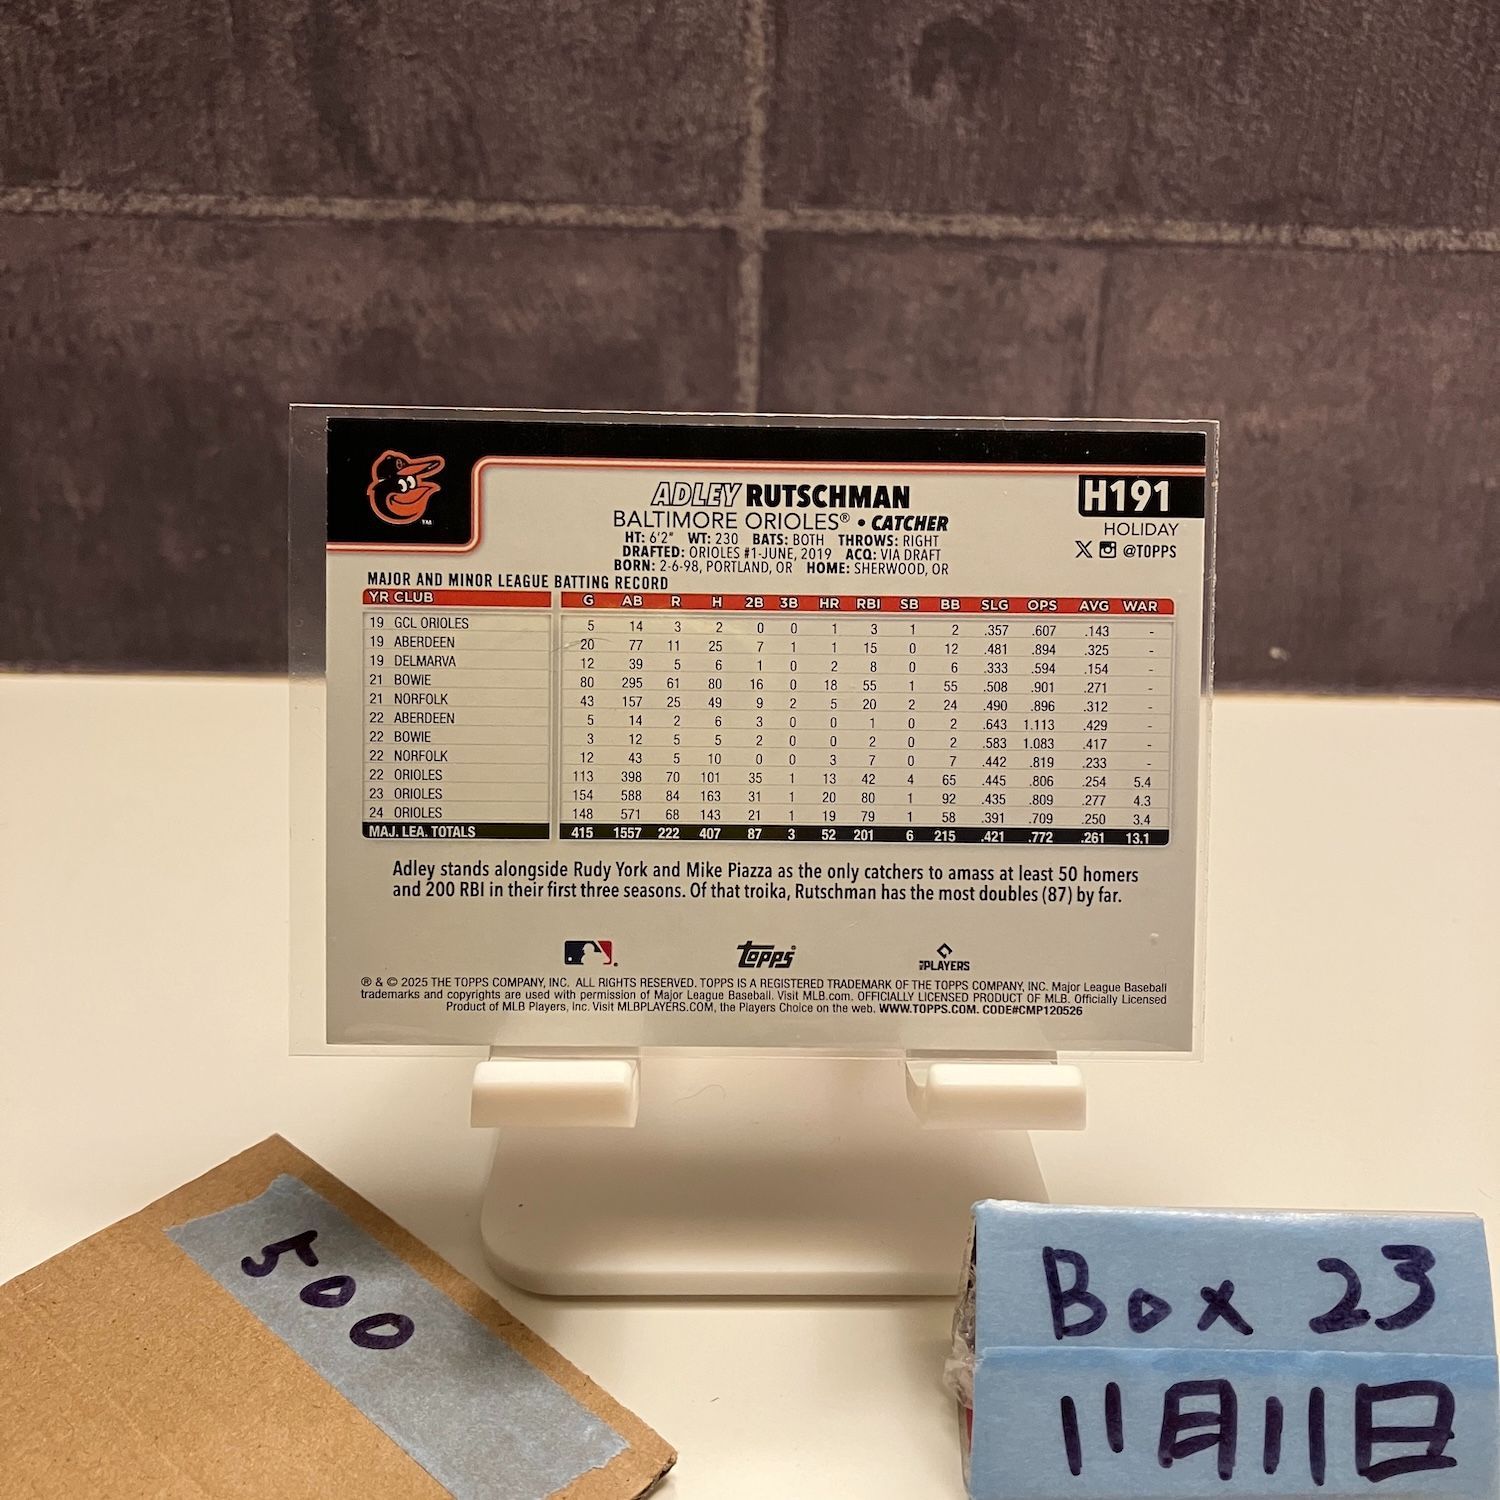 ADLEY RUTSCHMAN
H191
BALTIMORE ORIOLES® • CATCHER
HOLIDAY
HT: 6'2" WT: 230 BATS: BOTH THROWS: RIGHT
@TOPPS
DRAFTED: ORIOLES #1-JUNE, 2019 ACQ: VIA DRAFT
BORN: 2-6-98, PORTLAND, OR HOME: SHERWOOD, OR
MAJOR AND MINOR LEAGUE BATTING RECORD
YR CLUB G AB R H 2B 3B HR RBI SB BB SLG OPS AVG WAR
19 GCL ORIOLES 5 14 3 2 0 0 1 3 1 2 .357 .607 .143 -
19 ABERDEEN 20 77 11 25 7 1 1 15 0 12 .481 .894 .325 -
19 DELMARVA 12 39 5 6 1 0 2 8 0 6 .333 .594 .154 -
21 BOWIE 80 295 61 80 16 0 18 55 1 55 .508 .901 .271 -
21 NORFOLK 43 157 25 49 9 2 5 20 2 24 .490 .896 .312 -
22 ABERDEEN 5 14 2 6 3 0 0 1 0 2 .643 1.113 .429 -
22 BOWIE 3 12 5 5 2 0 0 2 0 2 .583 1.083 .417 -
22 NORFOLK 12 43 5 10 0 0 3 7 0 7 .442 .819 .233 -
22 ORIOLES 113 398 70 101 35 1 13 42 4 65 .445 .806 .254 5.4
23 ORIOLES 154 588 84 163 31 1 20 80 1 92 .435 .809 .277 4.3
24 ORIOLES 148 571 68 143 21 1 19 79 1 58 .391 .709 .250 3.4
MAJ. LEA. TOTALS 415 1557 222 407 87 3 52 201 6 215 .421 .772 .261 13.1
Adley stands alongside Rudy York and Mike Piazza as the only catchers to amass at least 50 homers
and 200 RBI in their first three seasons. Of that troika, Rutschman has the most doubles (87) by far.
topps
PLAYERS
® & © 2025 THE TOPPS COMPANY, INC. ALL RIGHTS RESERVED. TOPPS IS A REGISTERED TRADEMARK OF THE TOPPS COMPANY, INC. Major League Baseball
trademarks and copyrights are used with permission of Major League Baseball. Visit MLB.com. OFFICIALLY LICENSED PRODUCT OF MLB. Officially Licensed
Product of MLB Players, Inc. Visit MLBPLAYERS.COM, the Players Choice on the web. WWW.TOPPS.COM. CODE#CMP120526
500
Box 23
11月11日